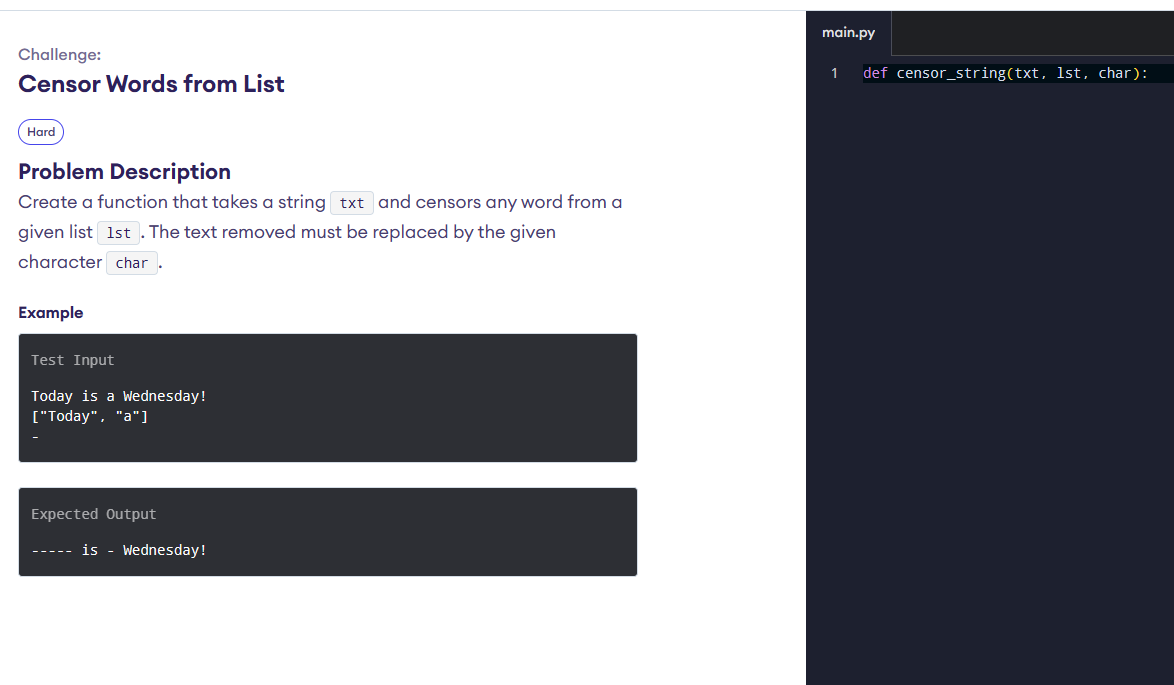 main.py
Challenge:
Censor Words from List
Hard
Problem Description
Create a function that takes a string txt and censors any word from a
given list lst. The text removed must be replaced by the given
character char.
Example
Test Input
Today is a Wednesday!
["Today", "a"]
-
Expected Output
----- is - Wednesday!
1 def censor_string(txt, lst, char):